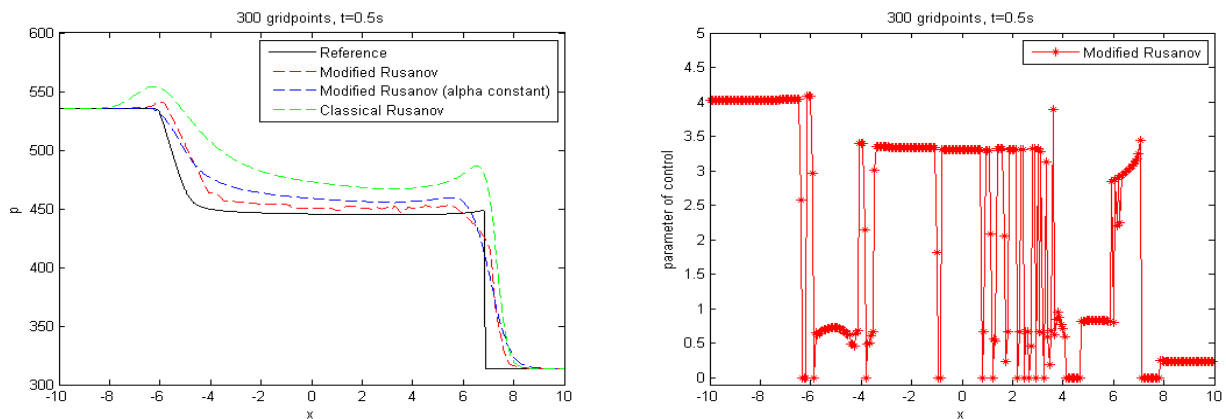 300 gridpoints, t=0.5s
600
550
500
450
400
350
300
p
Reference
Modified Rusanov
Modified Rusanov (alpha constant)
Classical Rusanov
-10 -8 -6 -4 -2 0 2 4 6 8 10
x
300 gridpoints, t=0.5s
5
4.5
4
3.5
3
2.5
2
1.5
1
0.5
0
parameter of control
Modified Rusanov
-10 -8 -6 -4 -2 0 2 4 6 8 10
x